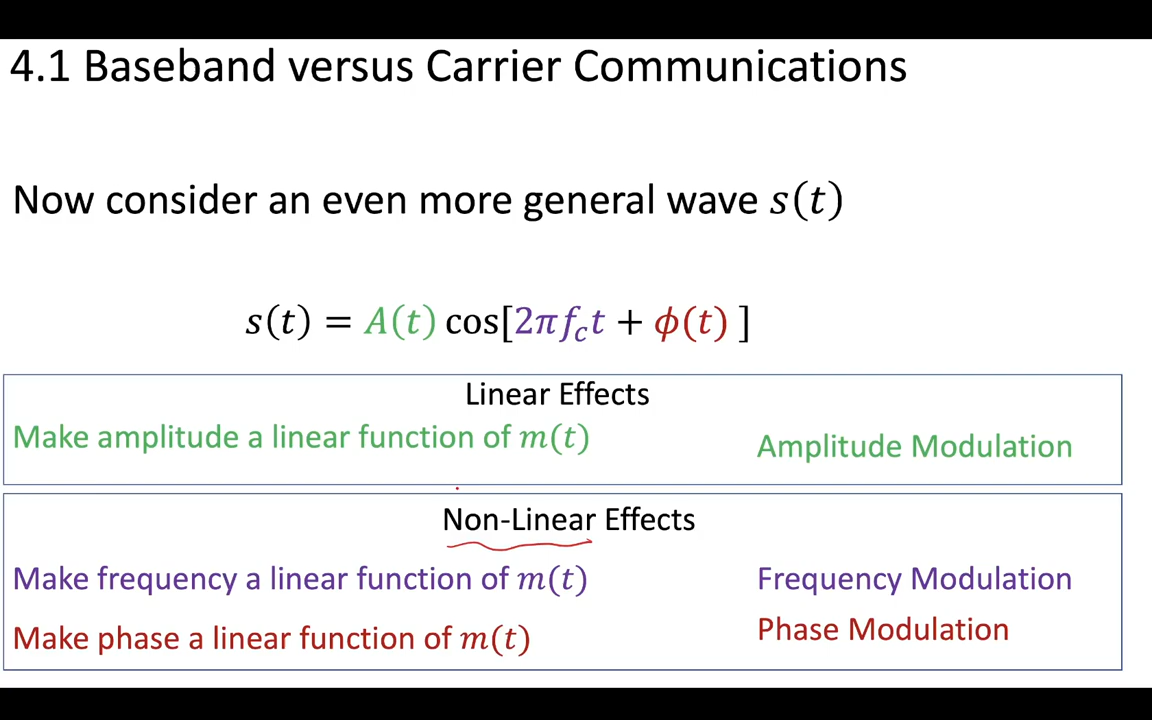 4.1 Baseband versus Carrier Communications
Now consider an even more general wave s(t)
s(t) = A(t) cos[2πf_c t + ϕ(t) ]
Linear Effects
Make amplitude a linear function of m(t)
Amplitude Modulation
Non-Linear Effects
Make frequency a linear function of m(t)
Frequency Modulation
Make phase a linear function of m(t)
Phase Modulation